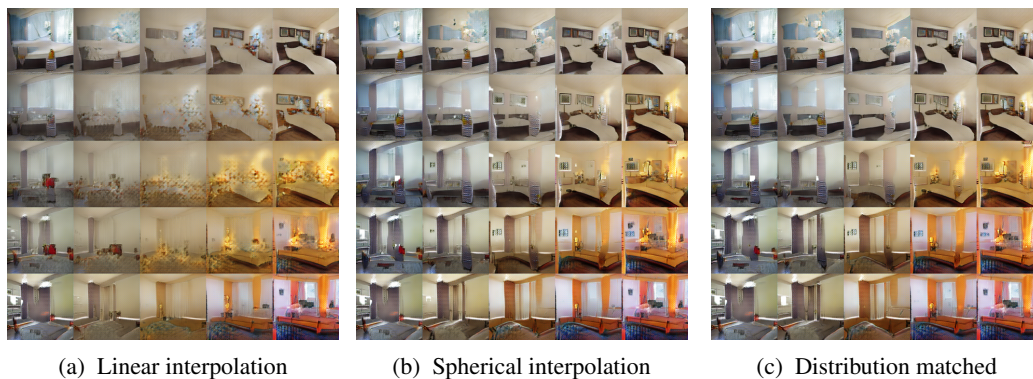 (a) Linear interpolation
(b) Spherical interpolation
(c) Distribution matched